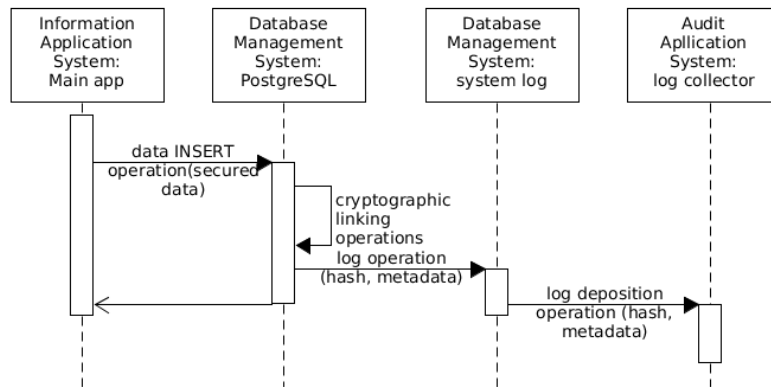 Information
Application
System:
Main app
Database
Management
System:
PostgreSQL
Database
Management
System:
system log
Audit
Apllication
System:
log collector
data INSERT
operation(secured
data)
cryptographic
linking
operations
log operation
(hash, metadata)
log deposition
operation (hash,
metadata)